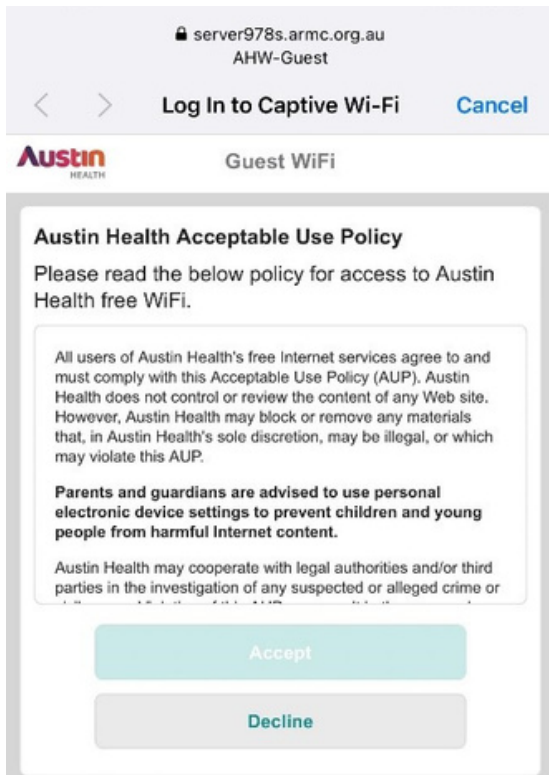 server978s.armc.org.au
AHW-Guest
Log In to Captive Wi-Fi
Cancel
Austin
HEALTH
Guest WiFi
Austin Health Acceptable Use Policy
Please read the below policy for access to Austin
Health free WiFi.
All users of Austin Health's free Internet services agree to and
must comply with this Acceptable Use Policy (AUP). Austin
Health does not control or review the content of any Web site.
However, Austin Health may block or remove any materials
that, in Austin Health's sole discretion, may be illegal, or which
may violate this AUP.
Parents and guardians are advised to use personal
electronic device settings to prevent children and young
people from harmful Internet content.
Austin Health may cooperate with legal authorities and/or third
parties in the investigation of any suspected or alleged crime or
Accept
Decline